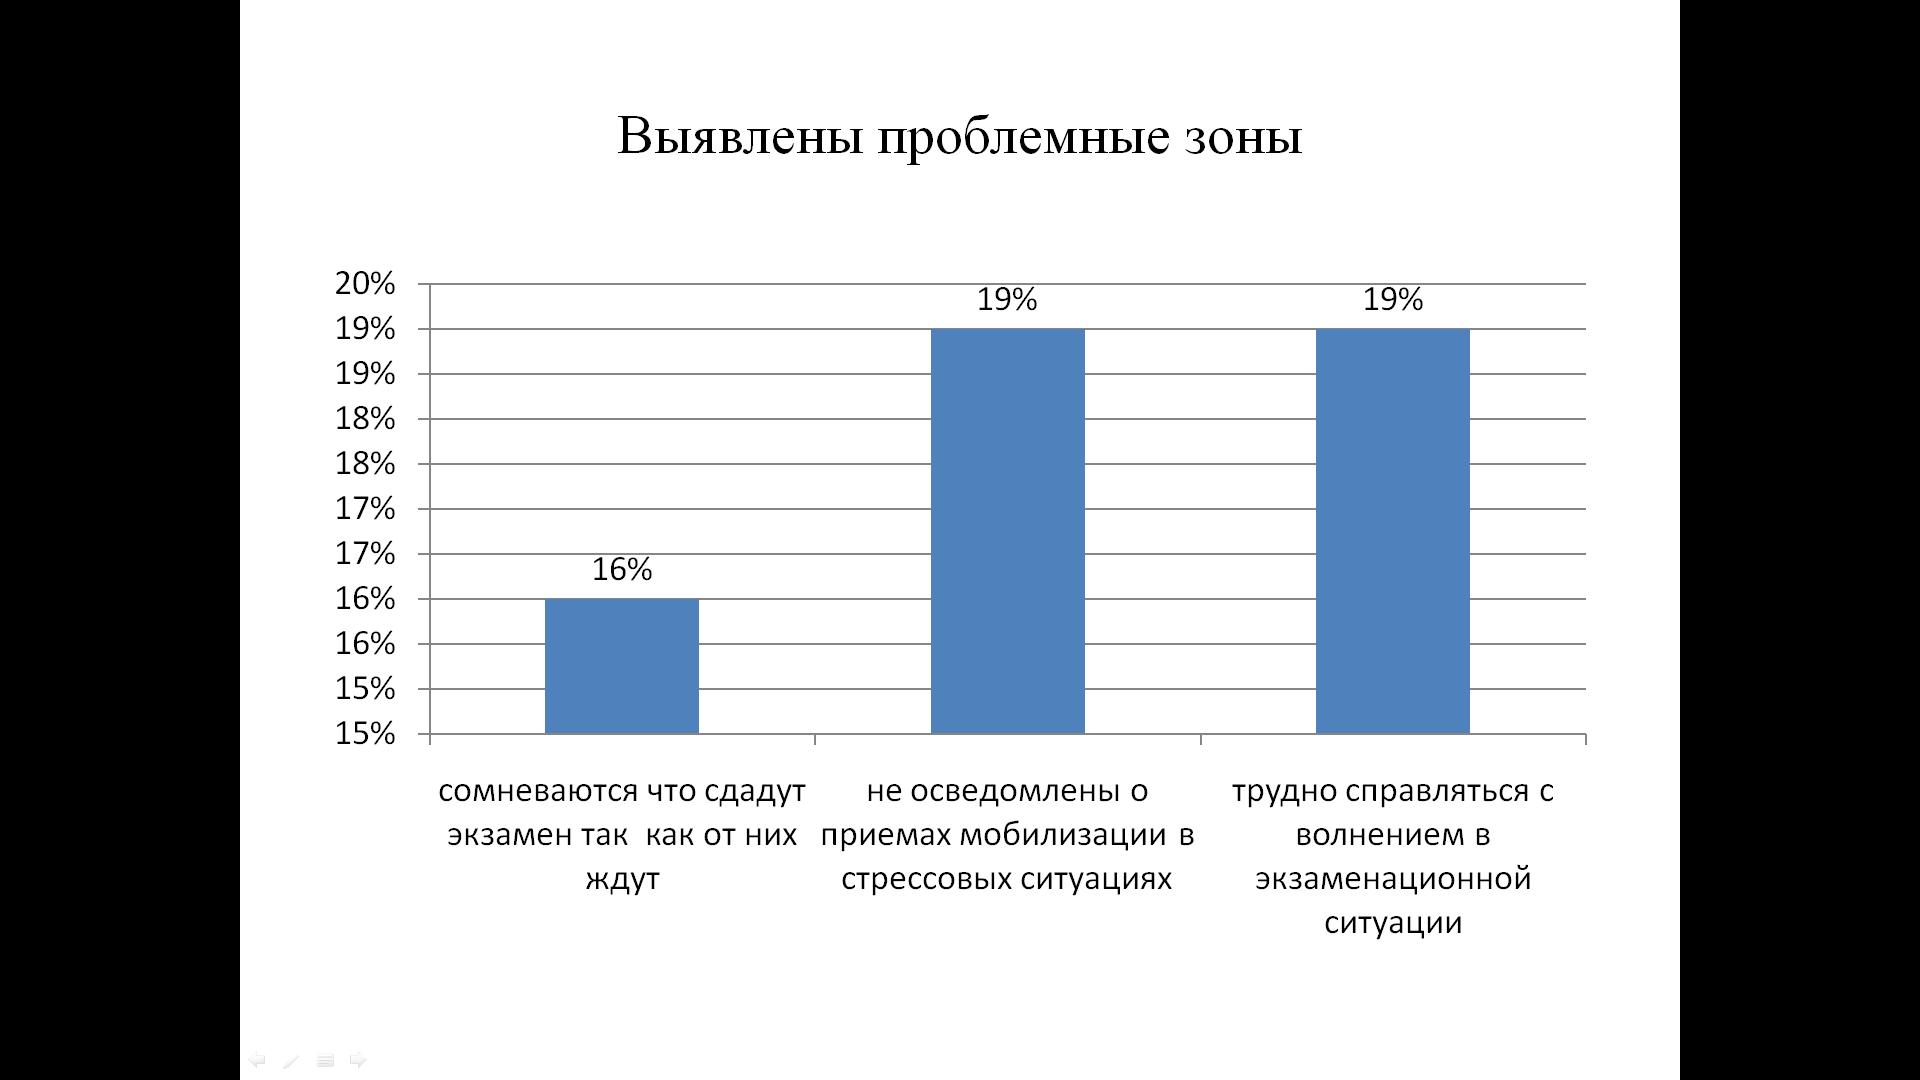 Выявлены проблемные зоны
20%
19%
19%
19%
19%
18%
18%
17%
17%
16%
16%
16%
15%
15%
сомневаются что сдадут
экзамен так как от них
ждут
не осведомлены о
приемах мобилизации в
стрессовых ситуациях
трудно справляться с
волнением в
экзаменационной
ситуации